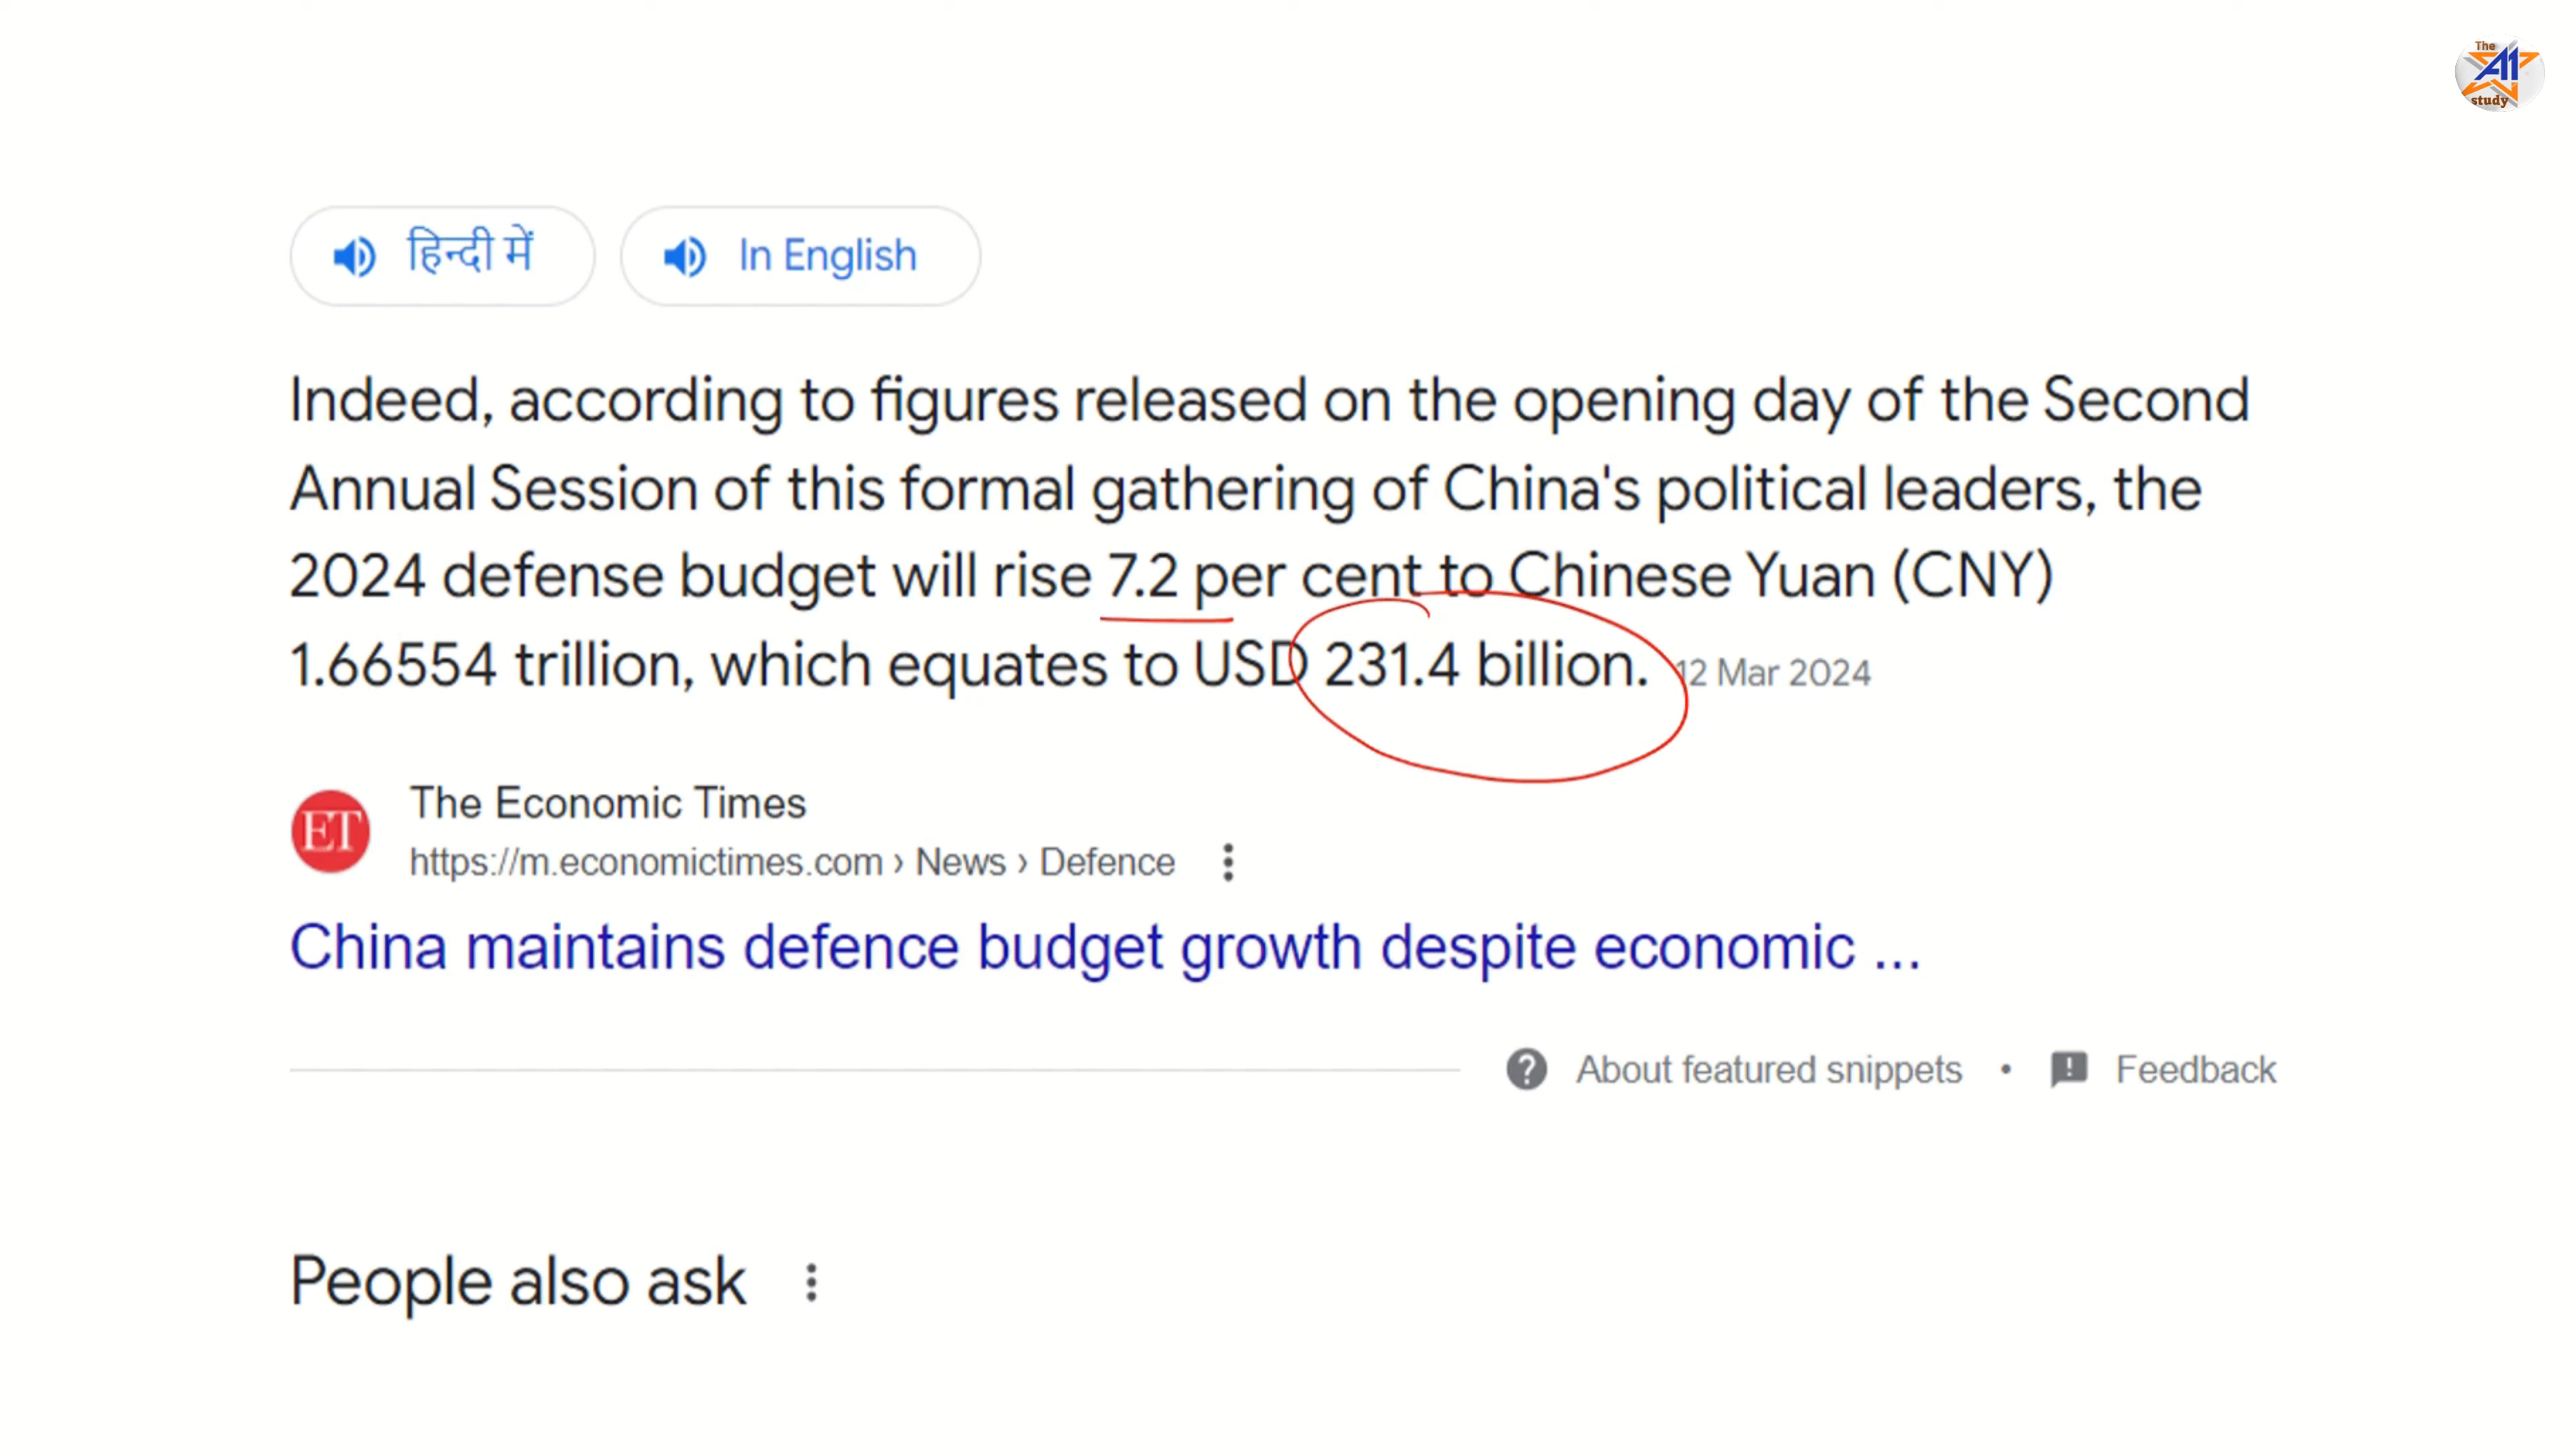 The
A1
study
हिन्दी में
In English
Indeed, according to figures released on the opening day of the Second
Annual Session of this formal gathering of China's political leaders, the
2024 defense budget will rise 7.2 per cent to Chinese Yuan (CNY)
1.66554 trillion, which equates to USD 231.4 billion. 12 Mar 2024
ET
The Economic Times
https://m.economictimes.com › News › Defence
China maintains defence budget growth despite economic ...
About featured snippets • Feedback
People also ask